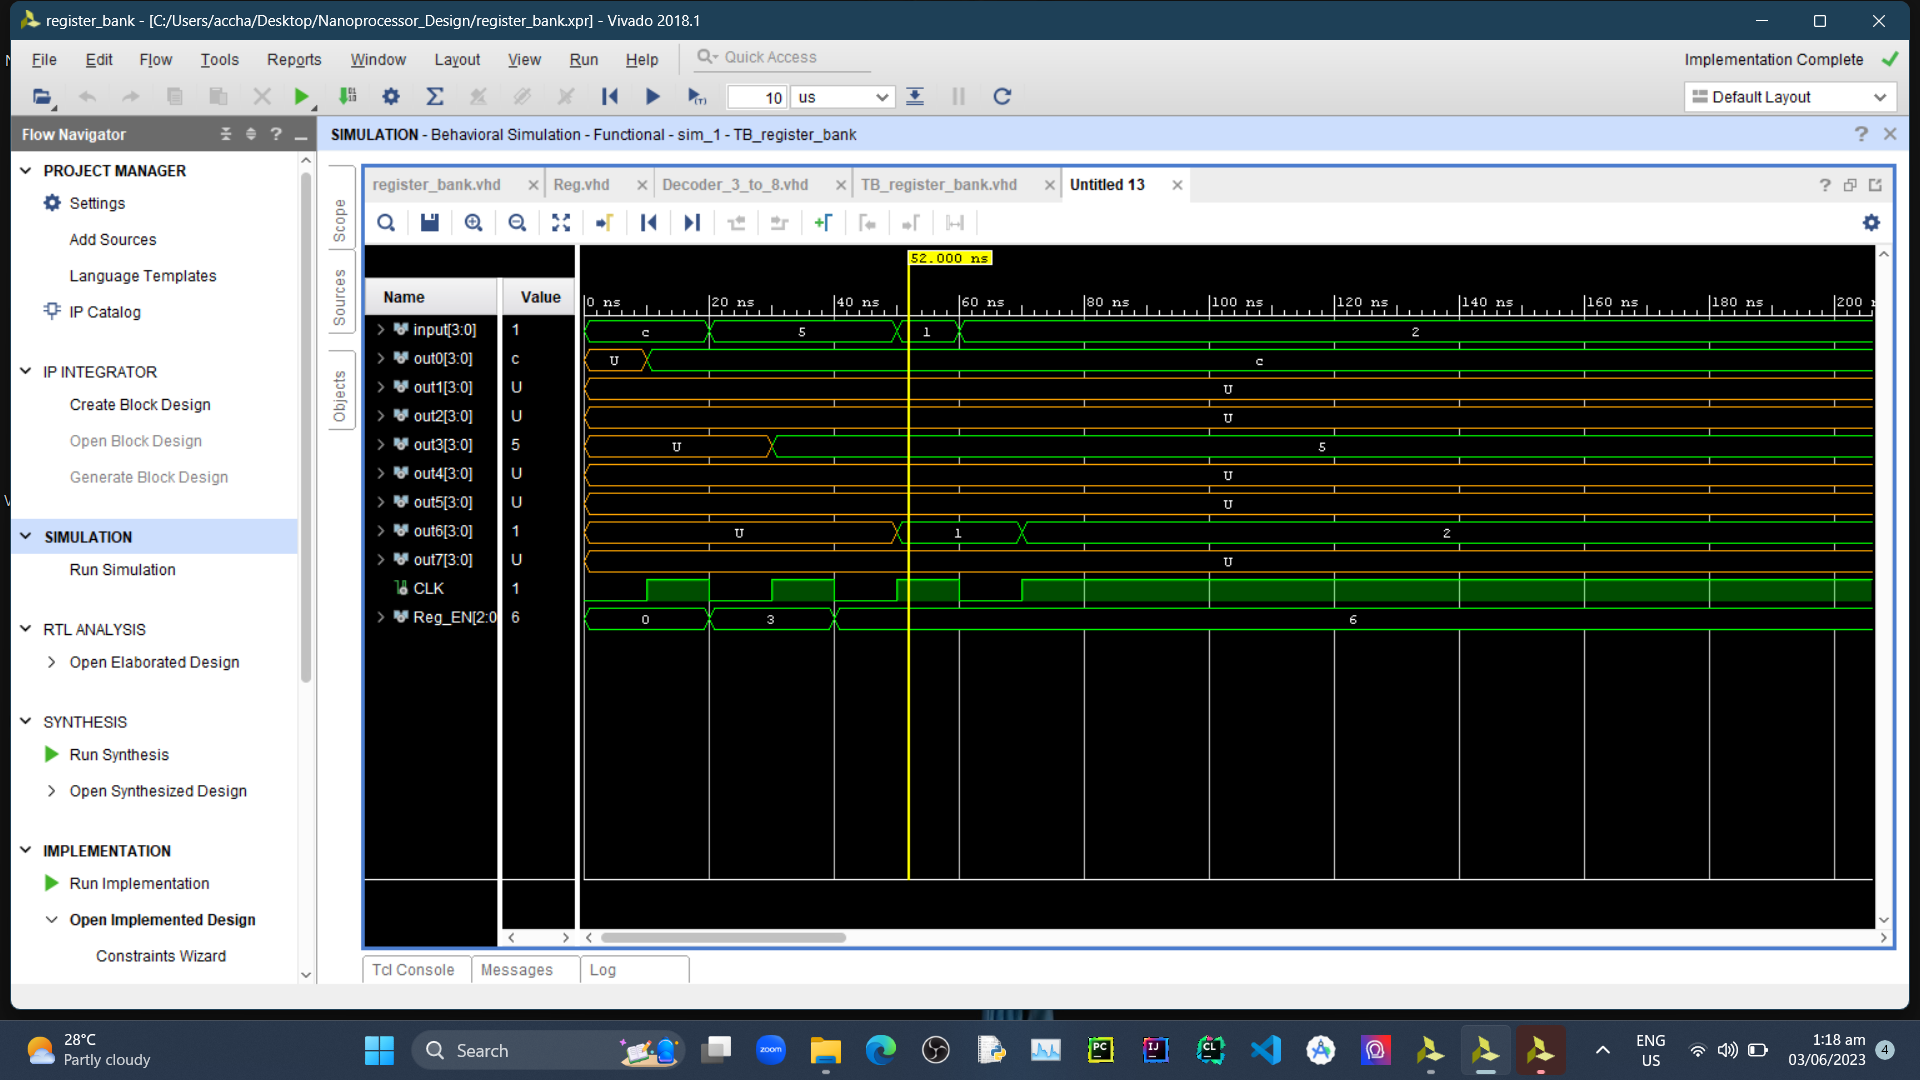 register_bank - [C:/Users/accha/Desktop/Nanoprocessor_Design/register_bank.xpr] - Vivado 2018.1
File Edit Flow Tools Reports Window Layout View Run Help Quick Access
Implementation Complete
10 us
Default Layout
Flow Navigator
SIMULATION - Behavioral Simulation - Functional - sim_1 - TB_register_bank
PROJECT MANAGER
Settings
Add Sources
Language Templates
IP Catalog
IP INTEGRATOR
Create Block Design
Open Block Design
Generate Block Design
SIMULATION
Run Simulation
RTL ANALYSIS
Open Elaborated Design
SYNTHESIS
Run Synthesis
Open Synthesized Design
IMPLEMENTATION
Run Implementation
Open Implemented Design
Constraints Wizard
Scope
Sources
Objects
register_bank.vhd Reg.vhd Decoder_3_to_8.vhd TB_register_bank.vhd Untitled 13
52.000 ns
Name Value
0 ns 20 ns 40 ns 60 ns 80 ns 100 ns 120 ns 140 ns 160 ns 180 ns 200
input[3:0] 1 c 5 1 2
out0[3:0] c U c
out1[3:0] U U
out2[3:0] U U
out3[3:0] 5 U 5
out4[3:0] U U
out5[3:0] U U
out6[3:0] 1 U 1 2
out7[3:0] U U
CLK 1
Reg_EN[2:0 6 0 3 6
Tcl Console Messages Log
28°C
Partly cloudy
Search
zoom
PC
IJ
CL
ENG
US
1:18 am
03/06/2023
4